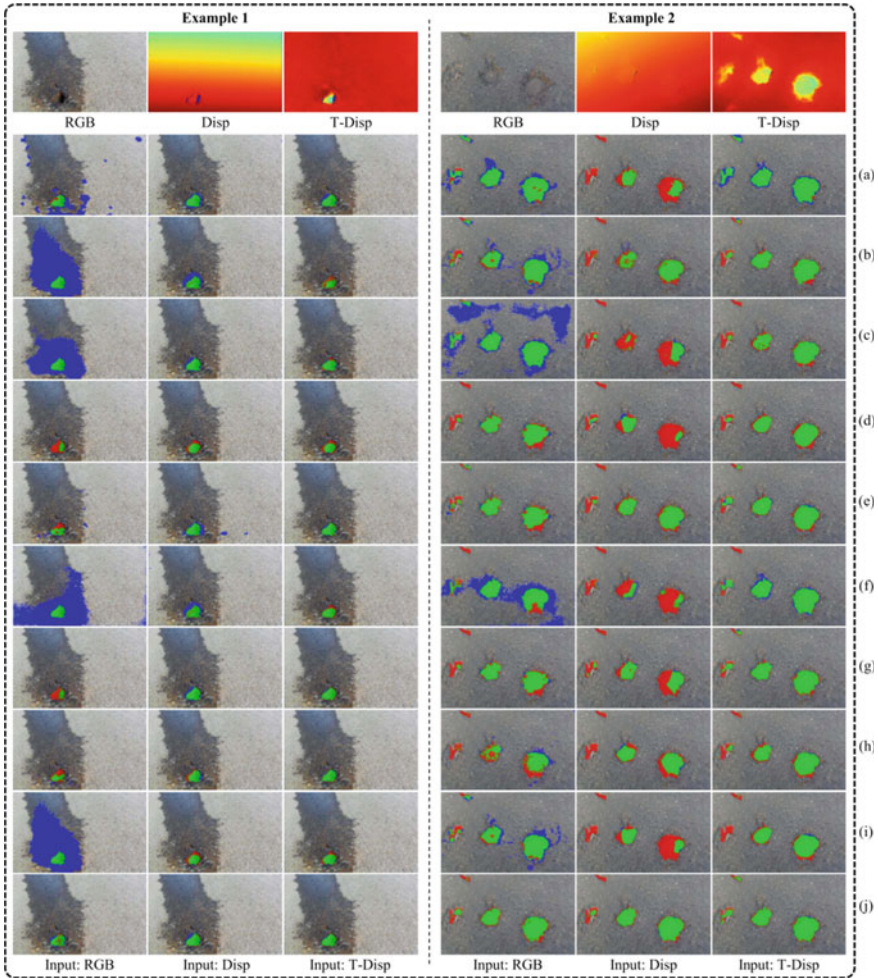 Example 1
Example 2
RGB
Disp
T-Disp
RGB
Disp
T-Disp
(a)
(b)
(c)
(d)
(e)
(f)
(g)
(h)
(i)
(j)
Input: RGB
Input: Disp
Input: T-Disp
Input: RGB
Input: Disp
Input: T-Disp